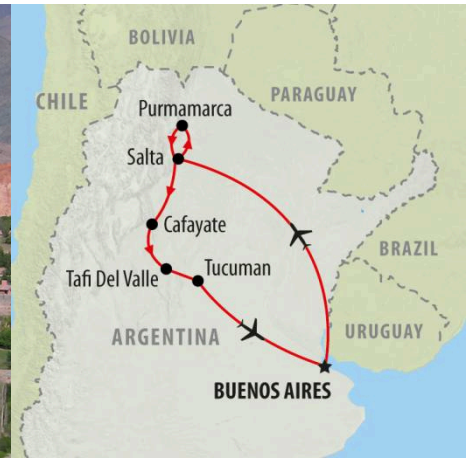 BOLIVIA
PARAGUAY
CHILE
Purmamarca
Salta
Cafayate
BRAZIL
Tafi Del Valle
Tucuman
ARGENTINA
URUGUAY
BUENOS AIRES